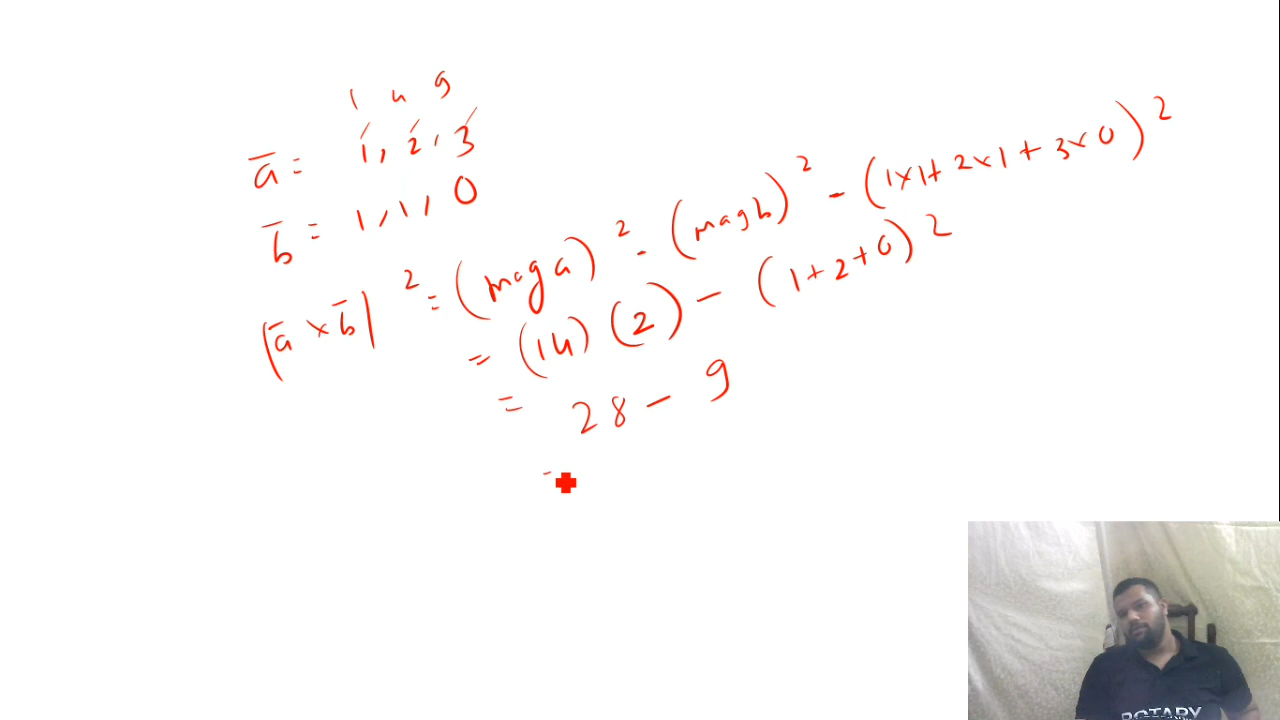 1 4 9
a̅ = 1, 2, 3
b̅ = 1, 1, 0
|a̅ × b̅|² = (mag a)² · (mag b)² - (1×1+2×1+3×0)²
= (14) (2) - (1+2+0)²
= 28 - 9
=
ROTARY